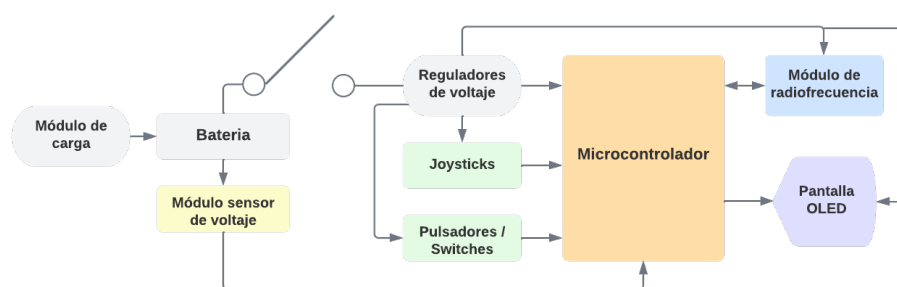 Módulo de
carga
Bateria
Módulo sensor
de voltaje
Reguladores
de voltaje
Joysticks
Pulsadores /
Switches
Microcontrolador
Módulo de
radiofrecuencia
Pantalla
OLED